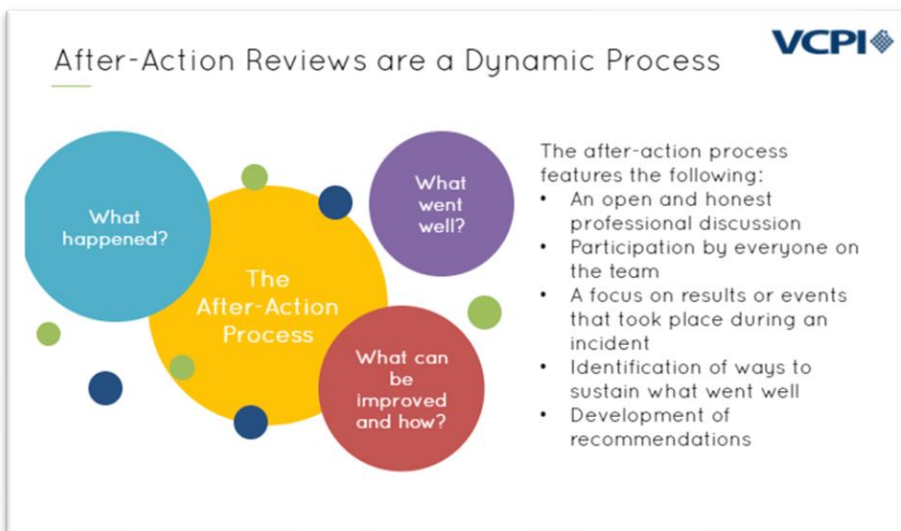 After-Action Reviews are a Dynamic Process
VCPI
What
happened?
The
After-Action
Process
What
went
well?
What can
be
improved
and how?
The after-action process
features the following:
• An open and honest
professional discussion
• Participation by everyone on
the team
• A focus on results or events
that took place during an
incident
• Identification of ways to
sustain what went well
• Development of
recommendations